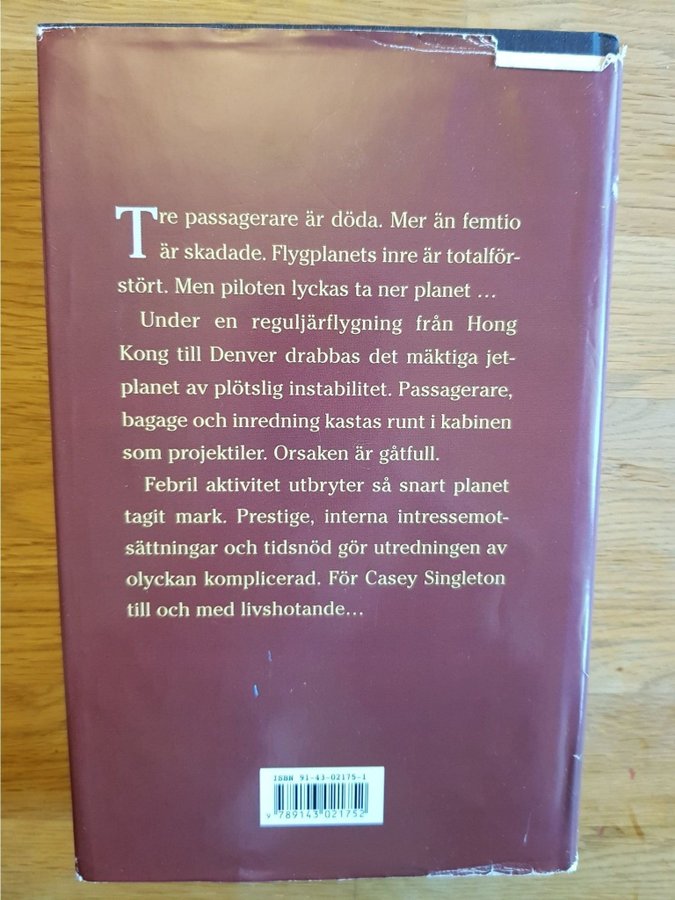 Tre passagerare är döda. Mer än femtio
är skadade. Flygplanets inre är totalför-
stört. Men piloten lyckas ta ner planet ...
Under en reguljärflygning från Hong
Kong till Denver drabbas det mäktiga jet-
planet av plötslig instabilitet. Passagerare,
bagage och inredning kastas runt i kabinen
som projektiler. Orsaken är gåtfull.
Febril aktivitet utbryter så snart planet
tagit mark. Prestige, interna intressemot-
sättningar och tidsnöd gör utredningen av
olyckan komplicerad. För Casey Singleton
till och med livshotande...
ISBN 91-43-02175-1
9 789143 021752